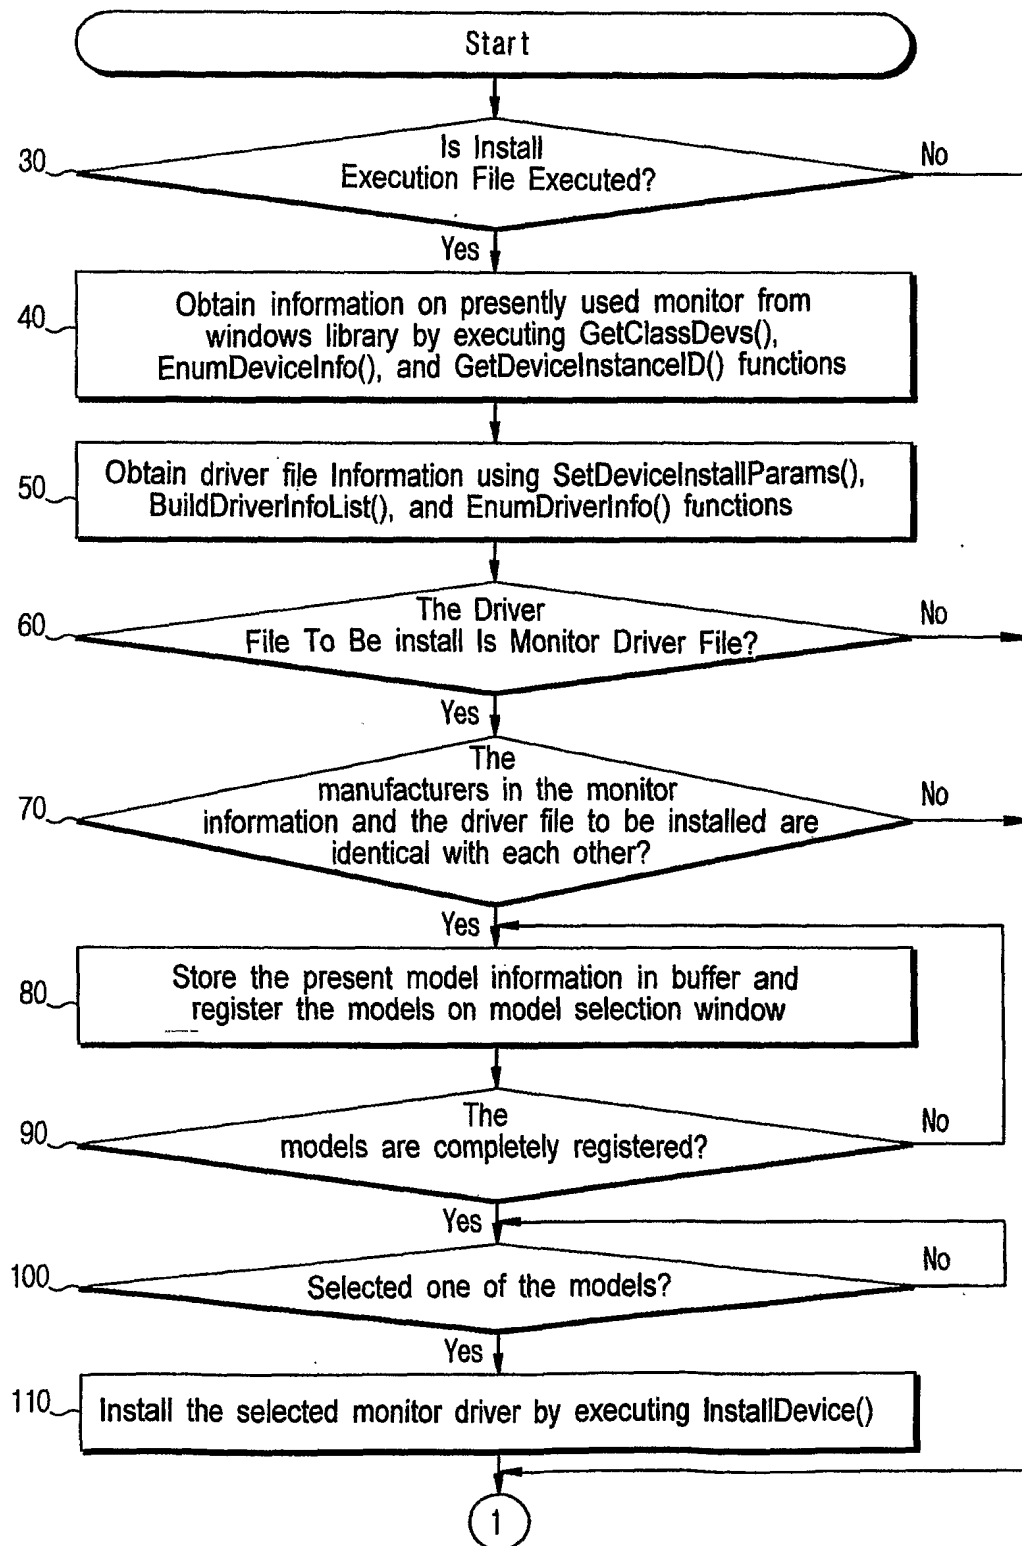 Start
Is Install
30
Execution File Executed?
No
Yes
Obtain information on presently used monitor from
40
windows library by executing GetClassDevs(),
EnumDeviceInfo(), and GetDeviceInstanceID() functions
Obtain driver file Information using SetDeviceInstallParams(),
50
BuildDriverInfoList(), and EnumDriverInfo() functions
The Driver
60
File To Be install Is Monitor Driver File?
No
Yes
The
manufacturers in the monitor
70
information and the driver file to be installed are
No
identical with each other?
Yes
Store the present model information in buffer and
80
register the models on model selection window
The
90
models are completely registered?
No
Yes
100
Selected one of the models?
No
Yes
110
Install the selected monitor driver by executing InstallDevice()
1